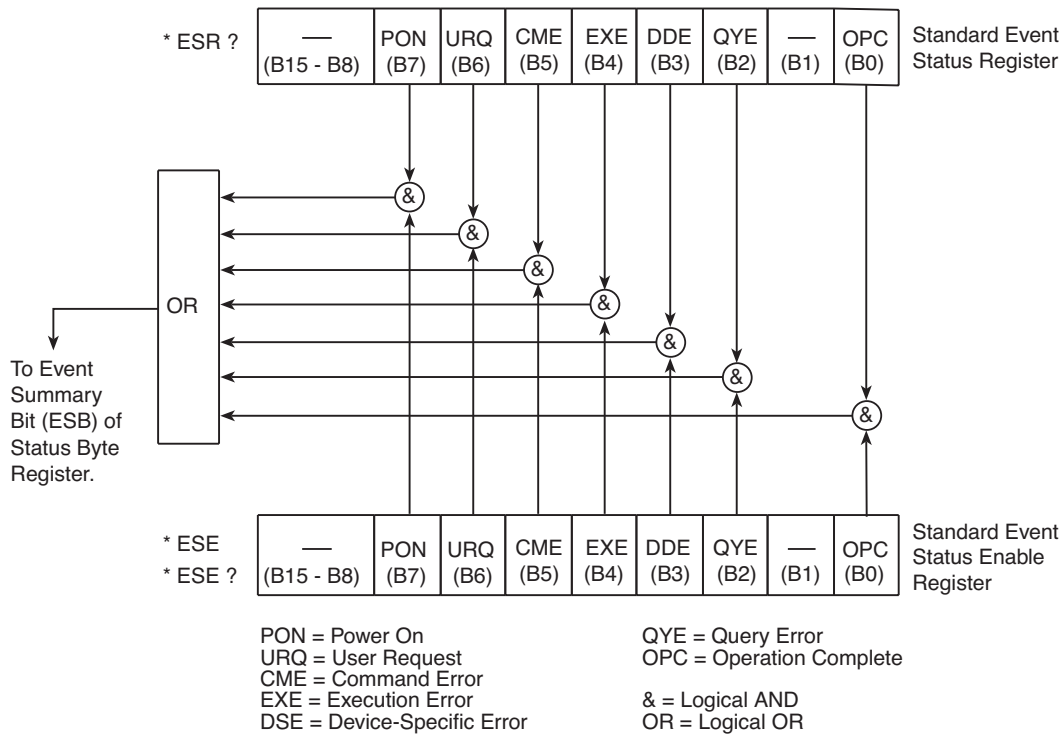 * ESR ?
— PON URQ CME EXE DDE QYE — OPC
(B15 - B8) (B7) (B6) (B5) (B4) (B3) (B2) (B1) (B0)
Standard Event
Status Register
&
&
&
&
&
&
&
OR
To Event
Summary
Bit (ESB) of
Status Byte
Register.
* ESE
* ESE ?
— PON URQ CME EXE DDE QYE — OPC
(B15 - B8) (B7) (B6) (B5) (B4) (B3) (B2) (B1) (B0)
Standard Event
Status Enable
Register
PON = Power On
URQ = User Request
CME = Command Error
EXE = Execution Error
DSE = Device-Specific Error
QYE = Query Error
OPC = Operation Complete
& = Logical AND
OR = Logical OR